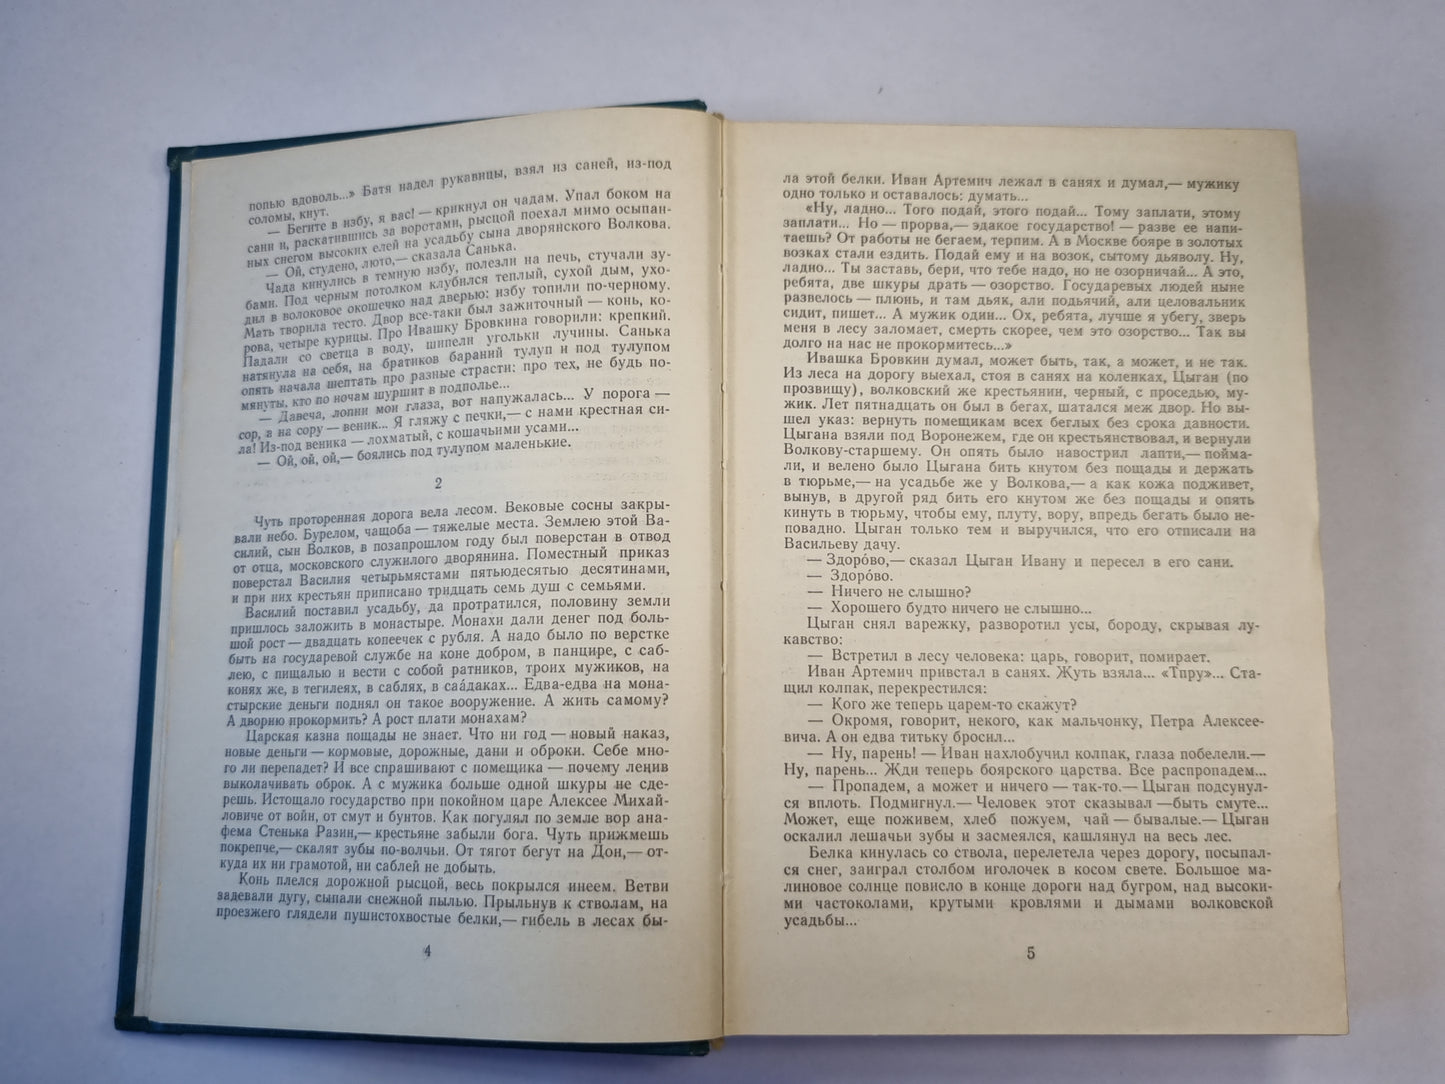 попью вдоволь...» Батя надел рукавицы, взял из саней, из-под
соломы, кнут.
— Бегите в избу, я вас! — крикнул он чадам. Упал боком на
сани и, раскатившись за воротами, рысцой поехал мимо осыпан-
ных снегом высоких елей на усадьбу сына дворянского Волкова.
— Ой, студено, люто,— сказала Санька.
Чада кинулись в темную избу, полезли на печь, стучали зу-
бами. Под черным потолком клубился теплый, сухой дым, ухо-
дил в волоковое окошечко над дверью: избу топили по-черному.
Мать творила тесто. Двор все-таки был зажиточный — конь, ко-
рова, четыре курицы. Про Ивашку Бровкина говорили: крепкий.
Падали со светца в воду, шипели угольки лучины. Санька
натянула на себя, на братиков бараний тулуп и под тулупом
опять начала шептать про разные страсти: про тех, не будь по-
мянуты, кто по ночам шуршит в подполье...
— Давеча, лопни мои глаза, вот напужалась... У порога —
сор, а на сору — веник... Я гляжу с печки,— с нами крестная си-
ла! Из-под веника — лохматый, с кошачьими усами...
— Ой, ой, ой,— боялись под тулупом маленькие.
2
Чуть проторенная дорога вела лесом. Вековые сосны закры-
вали небо. Бурелом, чащоба — тяжелые места. Землею этой Ва-
силий, сын Волков, в позапрошлом году был поверстан в отвод
от отца, московского служилого дворянина. Поместный приказ
поверстал Василия четырьмястами пятьюдесятью десятинами,
и при них крестьян приписано тридцать семь душ с семьями.
Василий поставил усадьбу, да протратился, половину земли
пришлось заложить в монастыре. Монахи дали денег под боль-
шой рост — двадцать копеечек с рубля. А надо было по верстке
быть на государевой службе на коне добром, в панцире, с саб-
лею, с пищалью и вести с собой ратников, троих мужиков, на
конях же, в тегилеях, в саблях, в саáдаках... Едва-едва на мона-
стырские деньги поднял он такое вооружение. А жить самому?
А дворню прокормить? А рост плати монахам?
Царская казна пощады не знает. Что ни год — новый наказ,
новые деньги — кормовые, дорожные, дани и оброки. Себе мно-
го ли перепадет? И все спрашивают с помещика — почему ленив
выколачивать оброк. А с мужика больше одной шкуры не сде-
решь. Истощало государство при покойном царе Алексее Михай-
ловиче от войн, от смут и бунтов. Как погулял по земле вор ана-
фема Стенька Разин,— крестьяне забыли бога. Чуть прижмешь
покрепче,— скалят зубы по-волчьи. От тягот бегут на Дон,— от-
куда их ни грамотой, ни саблей не добыть.
Конь плелся дорожной рысцой, весь покрылся инеем. Ветви
задевали дугу, сыпали снежной пылью. Прыльнув к стволам, на
проезжего глядели пушистохвостые белки,— гибель в лесах бы-
4
ла этой белки. Иван Артемич лежал в санях и думал,— мужику
одно только и оставалось: думать...
«Ну, ладно... Того подай, этого подай... Тому заплати, этому
заплати... Но — прорва,— эдакое государство! — разве ее напи-
таешь? От работы не бегаем, терпим. А в Москве бояре в золотых
возках стали ездить. Подай ему и на возок, сытому дьяволу. Ну,
ладно... Ты заставь, бери, что тебе надо, но не озорничай... А это,
ребята, две шкуры драть — озорство. Государевых людей ныне
развелось — плюнь, и там дьяк, али подьячий, али целовальник
сидит, пишет... А мужик один... Ох, ребята, лучше я убегу, зверь
меня в лесу заломает, смерть скорее, чем это озорство... Так вы
долго на нас не прокормитесь...»
Ивашка Бровкин думал, может быть, так, а может, и не так.
Из леса на дорогу выехал, стоя в санях на коленках, Цыган (по
прозвищу), волковский же крестьянин, черный, с проседью, му-
жик. Лет пятнадцать он был в бегах, шатался меж двор. Но вы-
шел указ: вернуть помещикам всех беглых без срока давности.
Цыгана взяли под Воронежем, где он крестьянствовал, и вернули
Волкову-старшему. Он опять было навострил лапти,— пойма-
ли, и велено было Цыгана бить кнутом без пощады и держать
в тюрьме,— на усадьбе же у Волкова,— а как кожа подживет,
вынув, в другой ряд бить его кнутом же без пощады и опять
кинуть в тюрьму, чтобы ему, плуту, вору, впредь бегать было не-
повадно. Цыган только тем и выручился, что его отписали на
Васильеву дачу.
— Здорóво,— сказал Цыган Ивану и пересел в его сани.
— Здорóво.
— Ничего не слышно?
— Хорошего будто ничего не слышно...
Цыган снял варежку, разворотил усы, бороду, скрывая лу-
кавство:
— Встретил в лесу человека: царь, говорит, помирает.
Иван Артемич привстал в санях. Жуть взяла... «Тпру»... Ста-
щил колпак, перекрестился:
— Кого же теперь царем-то скажут?
— Окромя, говорит, некого, как мальчонку, Петра Алексее-
вича. А он едва титьку бросил...
— Ну, парень! — Иван нахлобучил колпак, глаза побелели.—
Ну, парень... Жди теперь боярского царства. Все распропадем...
— Пропадем, а может и ничего — так-то.— Цыган подсунул-
ся вплоть. Подмигнул.— Человек этот сказывал —быть смуте...
Может, еще поживем, хлеб пожуем, чай — бывалые.— Цыган
оскалил лешачьи зубы и засмеялся, кашлянул на весь лес.
Белка кинулась со ствола, перелетела через дорогу, посыпал-
ся снег, заиграл столбом иголочек в косом свете. Большое ма-
линовое солнце повисло в конце дороги над бугром, над высоки-
ми частоколами, крутыми кровлями и дымами волковской
усадьбы...
5